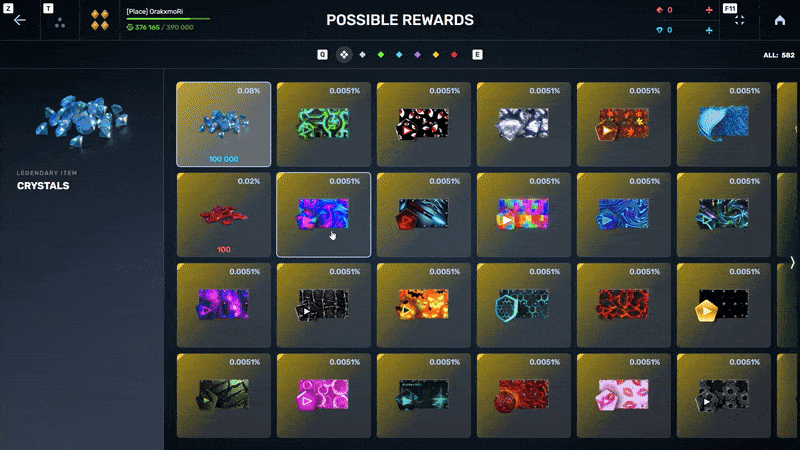 Z
T
[Place] OrakxmoRi
376 165 / 390 000
POSSIBLE REWARDS
0
F11
0
Q
E
ALL: 582
LEGENDARY ITEM
CRYSTALS
0.08% 0.0051% 0.0051% 0.0051% 0.0051% 0.0051%
100 000
0.02% 0.0051% 0.0051% 0.0051% 0.0051% 0.0051%
100
0.0051% 0.0051% 0.0051% 0.0051% 0.0051% 0.0051%
0.0051% 0.0051% 0.0051% 0.0051% 0.0051% 0.0051%